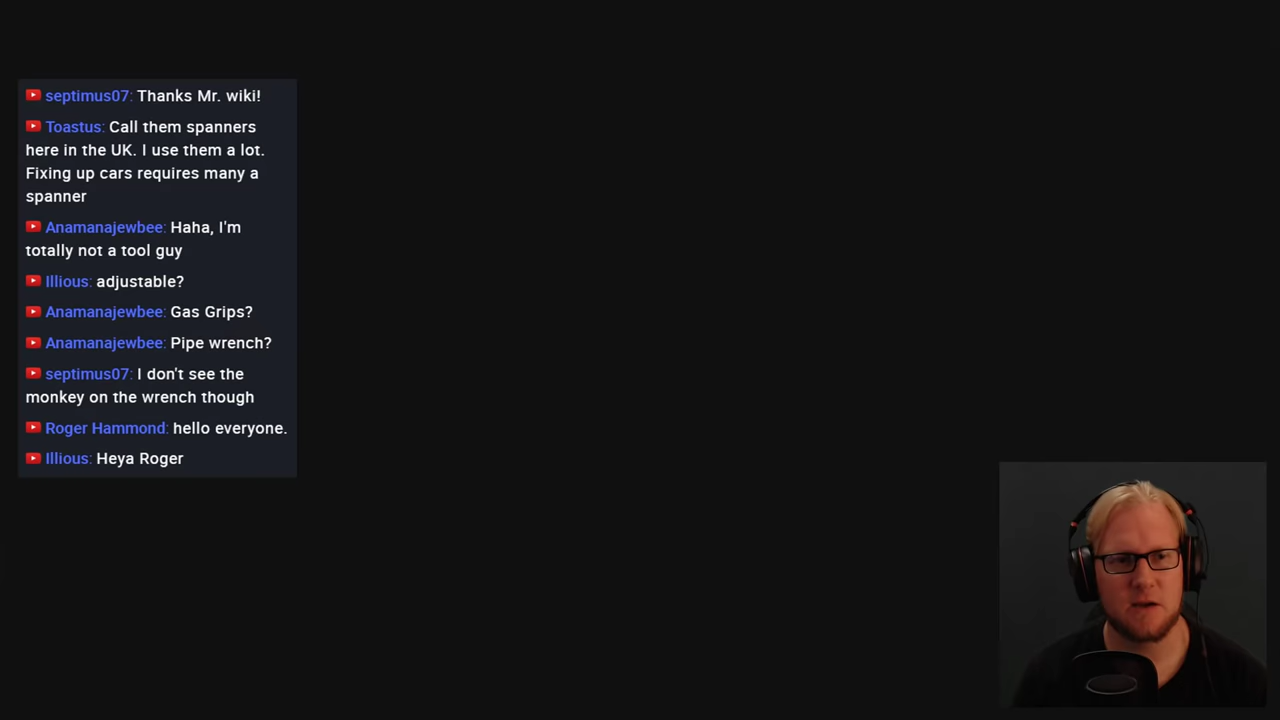 septimus07: Thanks Mr. wiki!
Toastus: Call them spanners
here in the UK. I use them a lot.
Fixing up cars requires many a
spanner
Anamanajewbee: Haha, I'm
totally not a tool guy
Illious: adjustable?
Anamanajewbee: Gas Grips?
Anamanajewbee: Pipe wrench?
septimus07: I don't see the
monkey on the wrench though
Roger Hammond: hello everyone.
Illious: Heya Roger